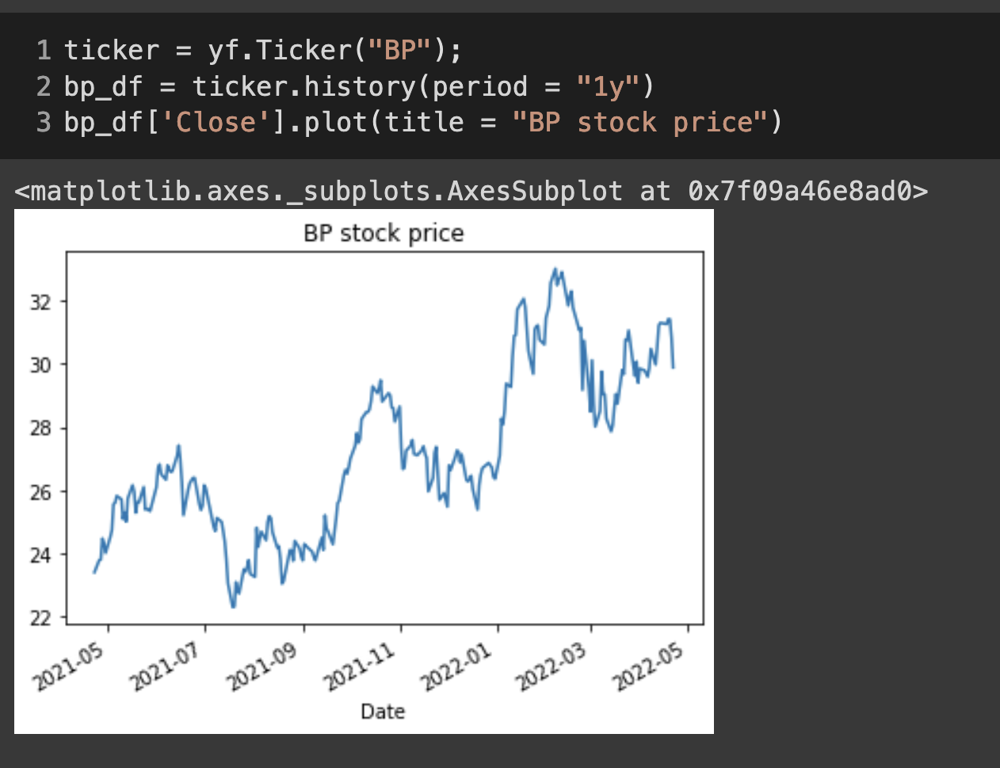 1 ticker = yf.Ticker("BP");
2 bp_df = ticker.history(period = "1y")
3 bp_df['Close'].plot(title = "BP stock price")
<matplotlib.axes._subplots.AxesSubplot at 0x7f09a46e8ad0>
BP stock price
32
30
28
26
24
22
2021-05 2021-07 2021-09 2021-11 2022-01 2022-03 2022-05
Date